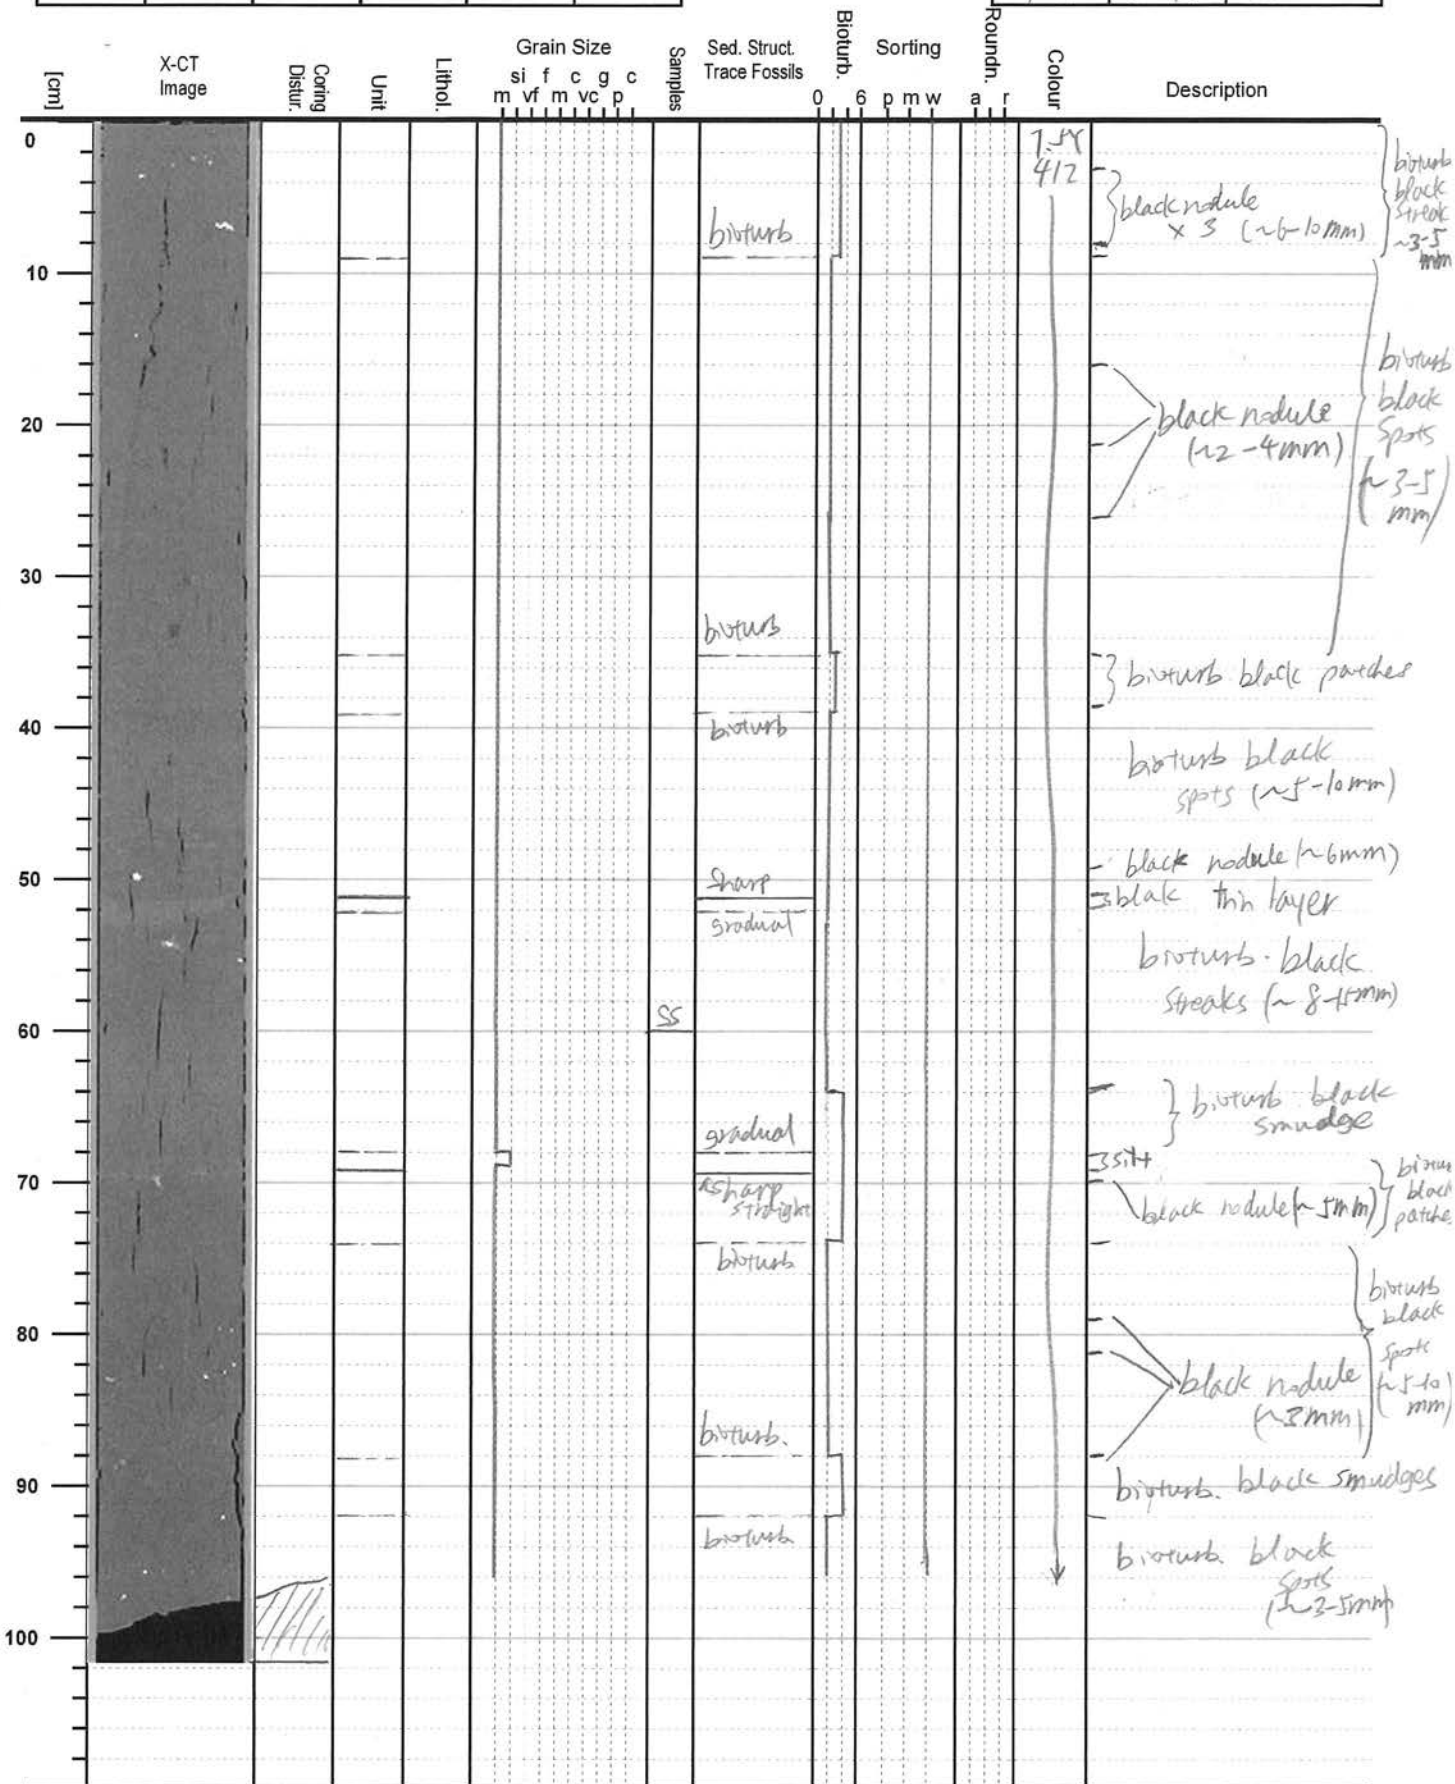 [cm]
X-CT
Image
Coring
Distur.
Unit
Lithol.
Grain Size
si f c g c
m vf m vc p
Samples
Sed. Struct.
Trace Fossils
Bioturb.
0 6
Sorting
p m w
Roundn.
a r
Colour
Description
0
7.5Y
4/2
black nodule
x 3 (~6-10mm)
bioturb
black
streak
~3-5
mm
bioturb
10
bioturb
black
spots
(~3-5
mm)
black nodule
(~2-4mm)
20
30
bioturb
bioturb black patches
40
bioturb
bioturb black
spots (~5-10mm)
black nodule (~6mm)
50
sharp
blak thin layer
gradual
bioturb. black
streaks (~8-15mm)
SS
60
bioturb black
smudge
gradual
silt
70
sharp
straight
black nodule (~5mm)
black
patche
bioturb
bioturb
black
spots
(~5-10
mm)
80
black nodule
(~3mm)
bioturb.
90
bioturb. black smudges
bioturb.
bioturb. black
spots
(~3-5mm)
100